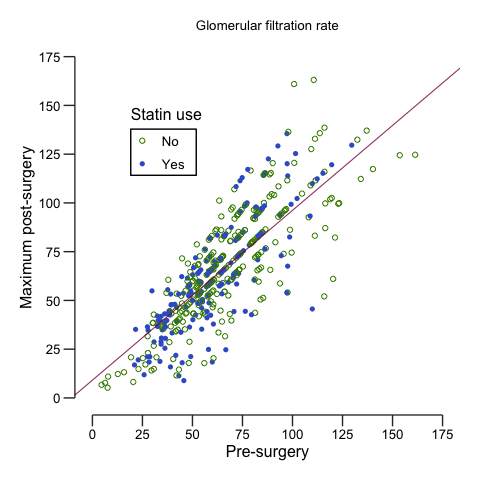 Glomerular filtration rate
175
150
125
100
75
50
25
0
Maximum post-surgery
Statin use
No
Yes
0 25 50 75 100 125 150 175
Pre-surgery